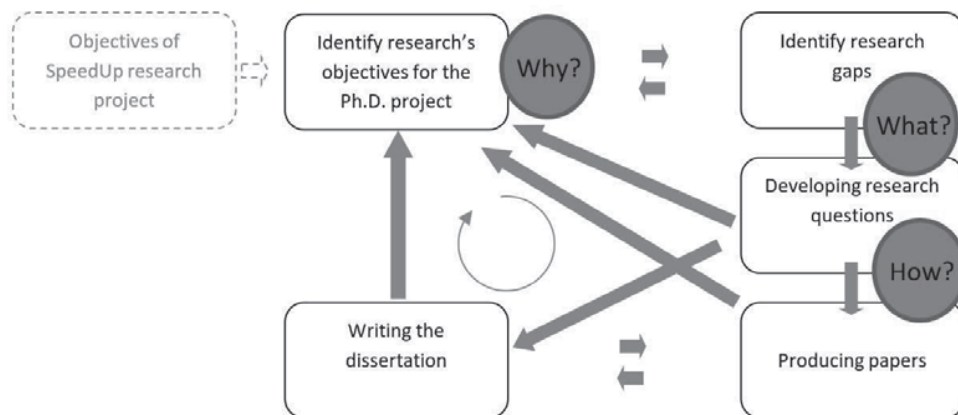 Objectives of
SpeedUp research
project
Identify research's
objectives for the
Ph.D. project
Why?
Identify research
gaps
What?
Developing research
questions
How?
Writing the
dissertation
Producing papers